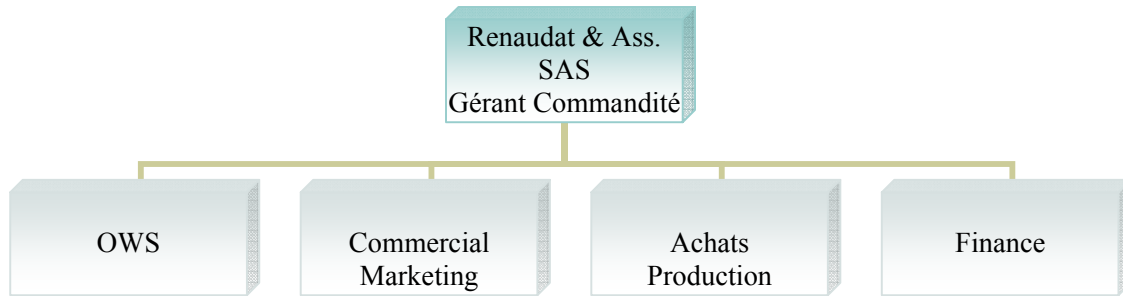 Renaudat & Ass.
SAS
Gérant Commandité
OWS
Commercial
Marketing
Achats
Production
Finance